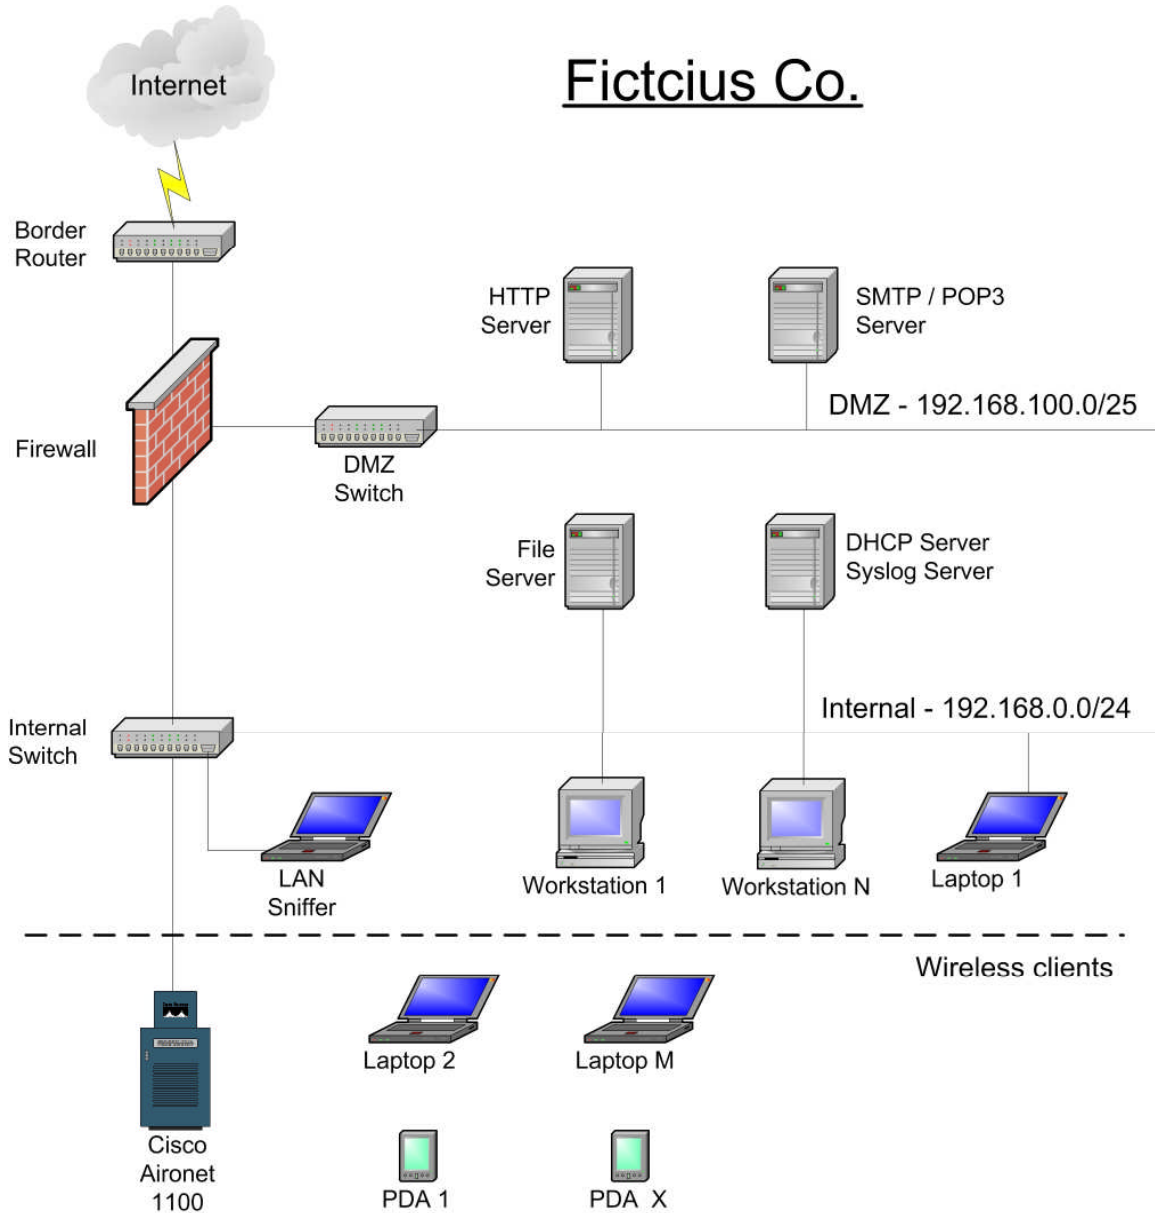 Internet
Fictcius Co.
Border
Router
HTTP
Server
SMTP / POP3
Server
DMZ - 192.168.100.0/25
Firewall
DMZ
Switch
File
Server
DHCP Server
Syslog Server
Internal - 192.168.0.0/24
Internal
Switch
LAN
Sniffer
Workstation 1
Workstation N
Laptop 1
Wireless clients
Laptop 2
Laptop M
Cisco
Aironet
1100
PDA 1
PDA X